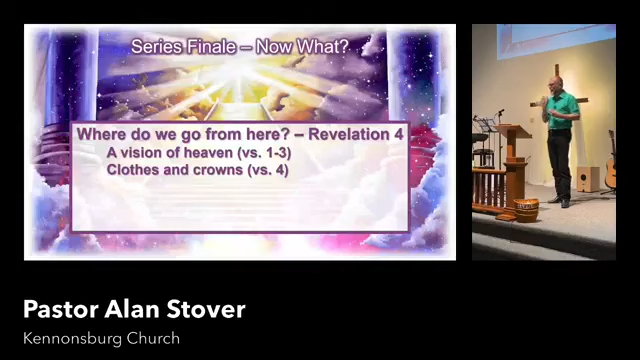 Series Finale – Now What?
Where do we go from here? – Revelation 4
A vision of heaven (vs. 1-3)
Clothes and crowns (vs. 4)
Pastor Alan Stover
Kennonsburg Church